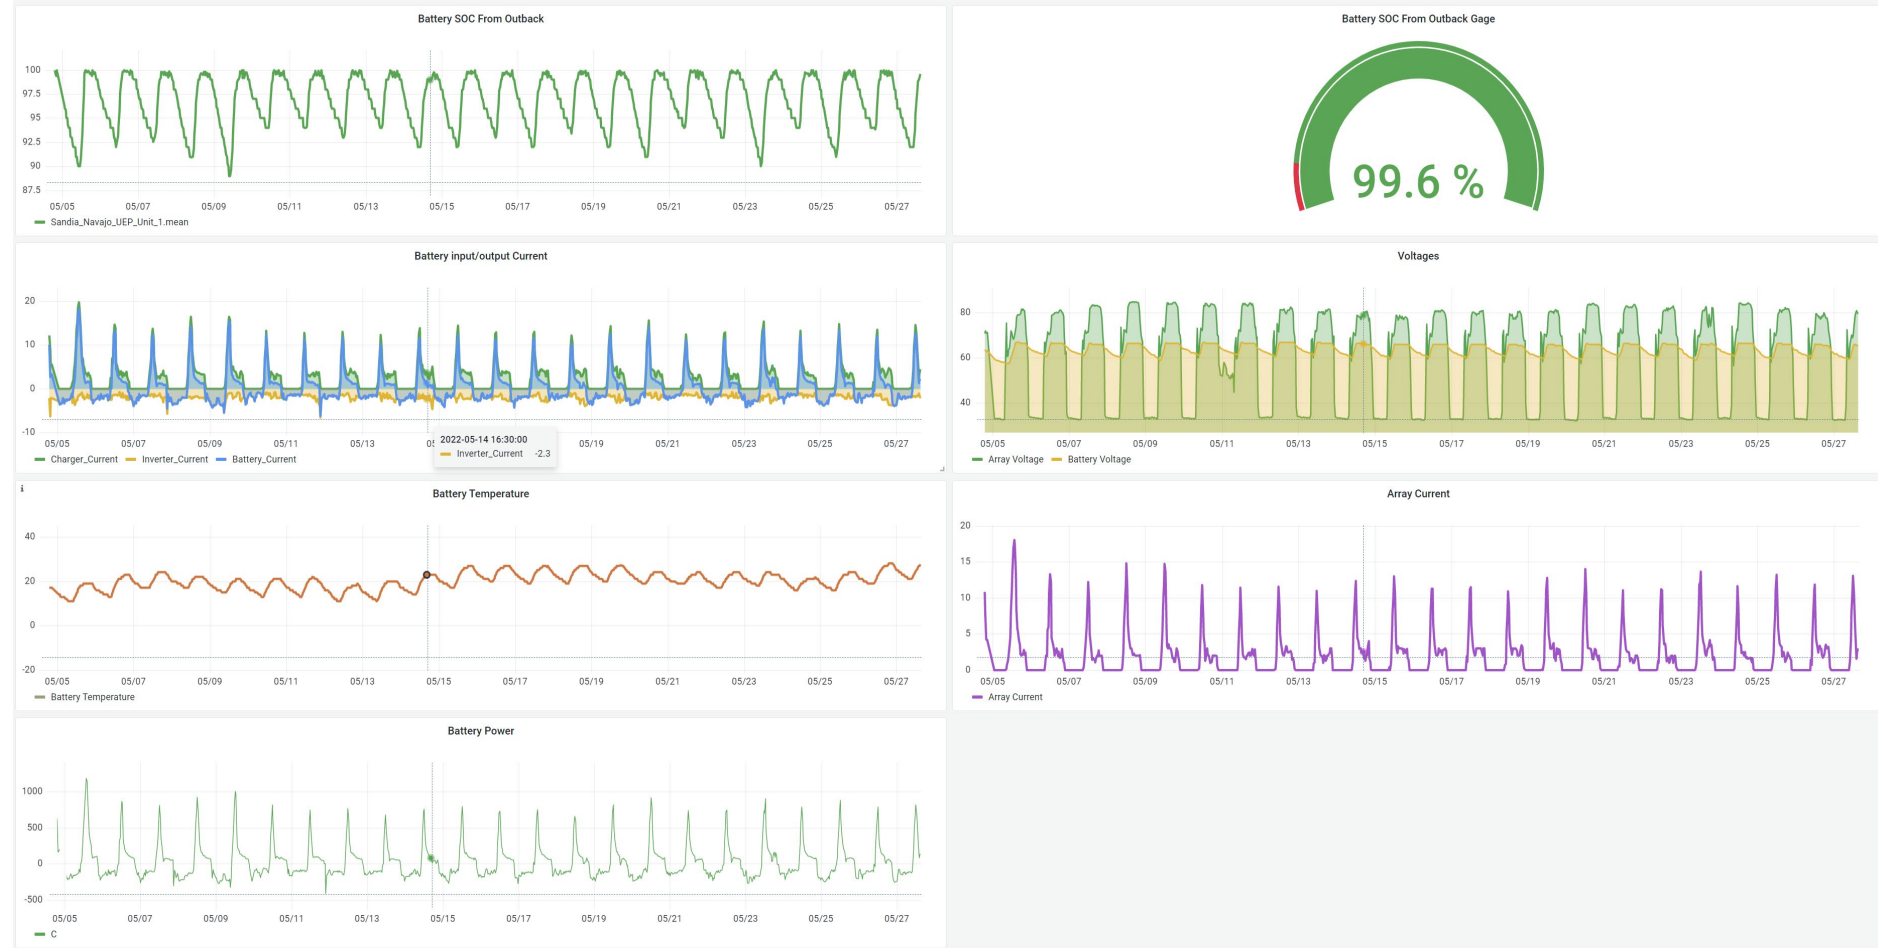 Battery SOC From Outback
100
97.5
95
92.5
90
87.5
05/05 05/07 05/09 05/11 05/13 05/15 05/17 05/19 05/21 05/23 05/25 05/27
Sandia_Navajo_UEP_Unit_1.mean
Battery SOC From Outback Gage
99.6 %
Battery input/output Current
20
10
0
-10
05/05 05/07 05/09 05/11 05/13 05/19 05/21 05/23 05/25 05/27
2022-05-14 16:30:00
Inverter_Current -2.3
Charger_Current Inverter_Current Battery_Current
Voltages
80
60
40
05/05 05/07 05/09 05/11 05/13 05/15 05/17 05/19 05/21 05/23 05/25 05/27
Array Voltage Battery Voltage
i
Battery Temperature
40
20
0
-20
05/05 05/07 05/09 05/11 05/13 05/15 05/17 05/19 05/21 05/23 05/25 05/27
Battery Temperature
Array Current
20
15
10
5
0
05/05 05/07 05/09 05/11 05/13 05/15 05/17 05/19 05/21 05/23 05/25 05/27
Array Current
Battery Power
1000
500
0
-500
05/05 05/07 05/09 05/11 05/13 05/15 05/17 05/19 05/21 05/23 05/25 05/27
C